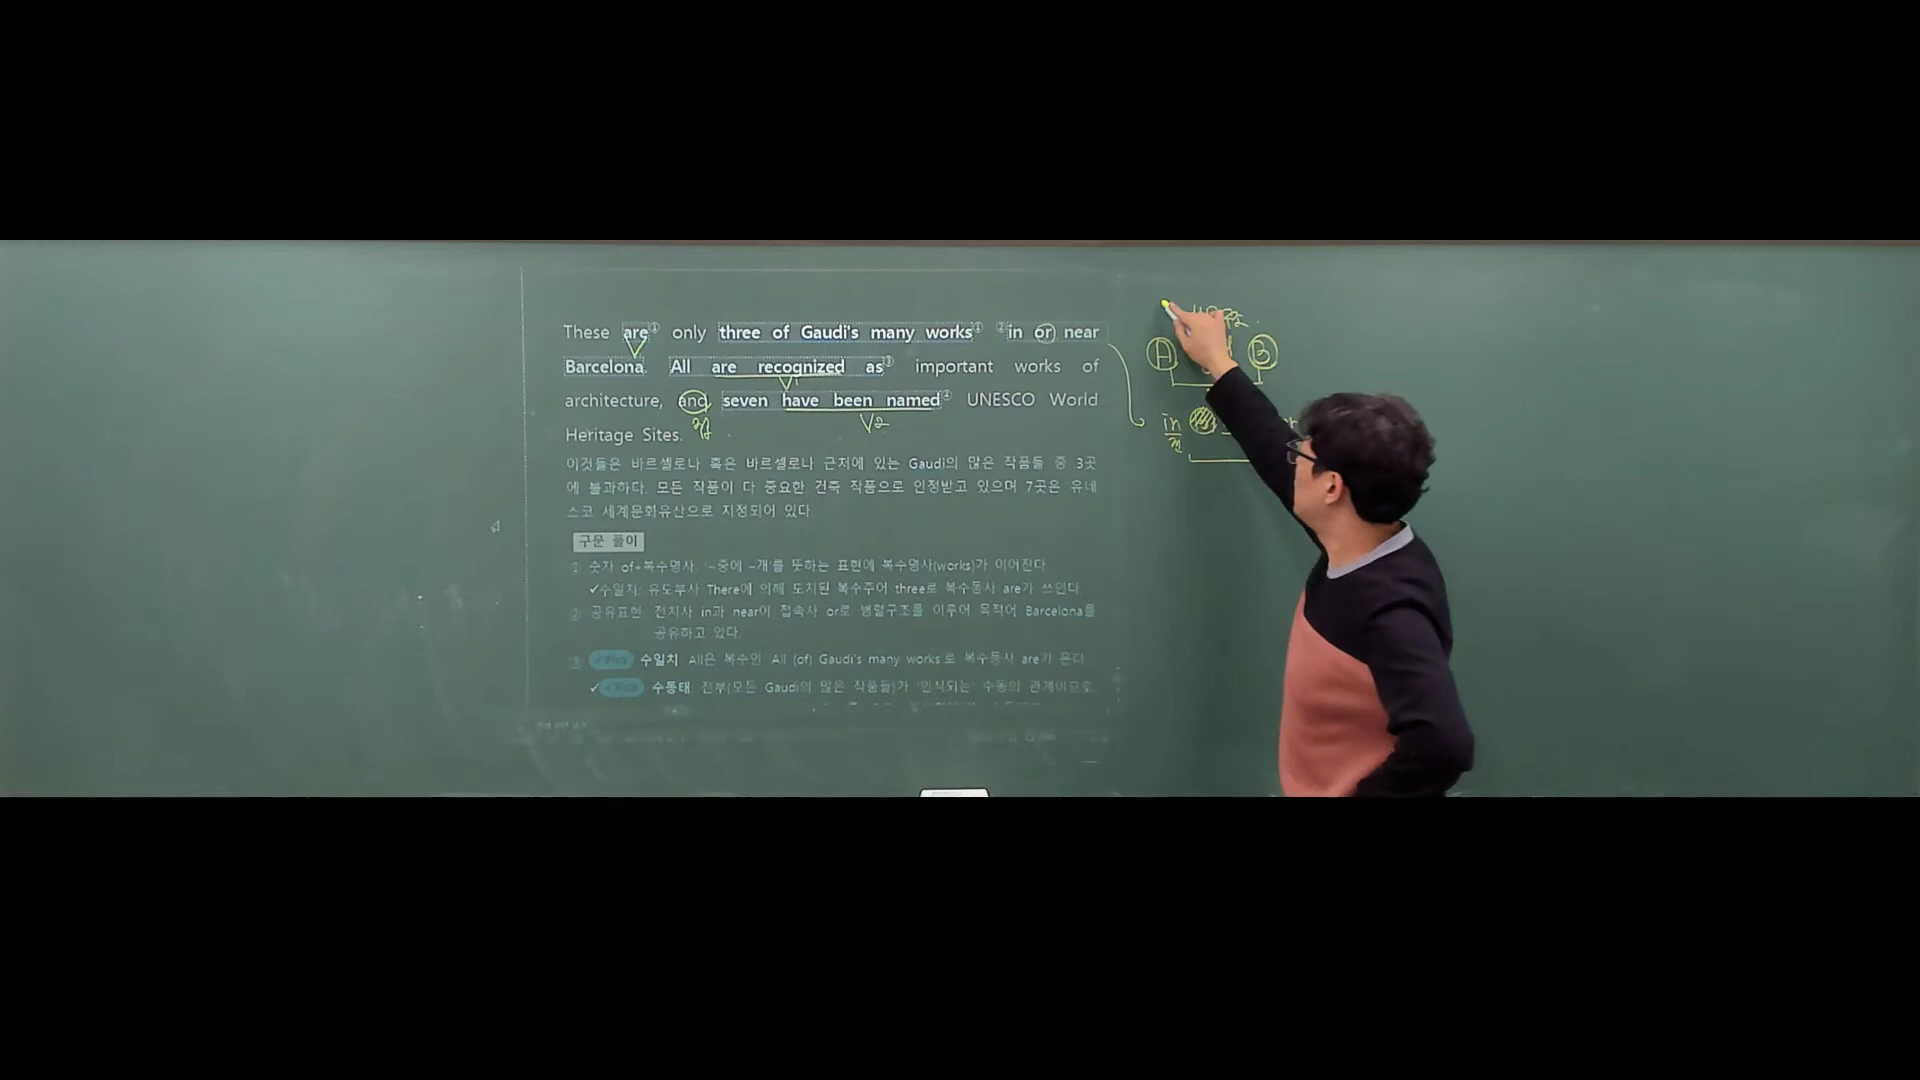 These are① only three of Gaudi's many works① ②in or near
Barcelona. All are recognized as③ important works of
architecture, and seven have been named④ UNESCO World
Heritage Sites.
접
V
V1
V2
이것들은 바르셀로나 혹은 바르셀로나 근처에 있는 Gaudi의 많은 작품들 중 3곳
에 불과하다. 모든 작품이 다 중요한 건축 작품으로 인정받고 있으며 7곳은 유네
스코 세계문화유산으로 지정되어 있다
구문 풀이
① 숫자 of+복수명사: '~중에 –개'를 뜻하는 표현에 복수명사(works)가 이어진다
✓수일치: 유도부사 There에 의해 도치된 복수주어 three로 복수동사 are가 쓰인다.
② 공유표현: 전치사 in과 near이 접속사 or로 병렬구조를 이루어 목적어 Barcelona를
공유하고 있다.
③ ✓Pick 수일치 All은 복수인 'All (of) Gaudi's many works'로 복수동사 are가 온다
✓ ✓Pick 수동태 전부(모든 Gaudi의 많은 작품들)가 '인식되는' 수동의 관계이므로,
A B
in
전